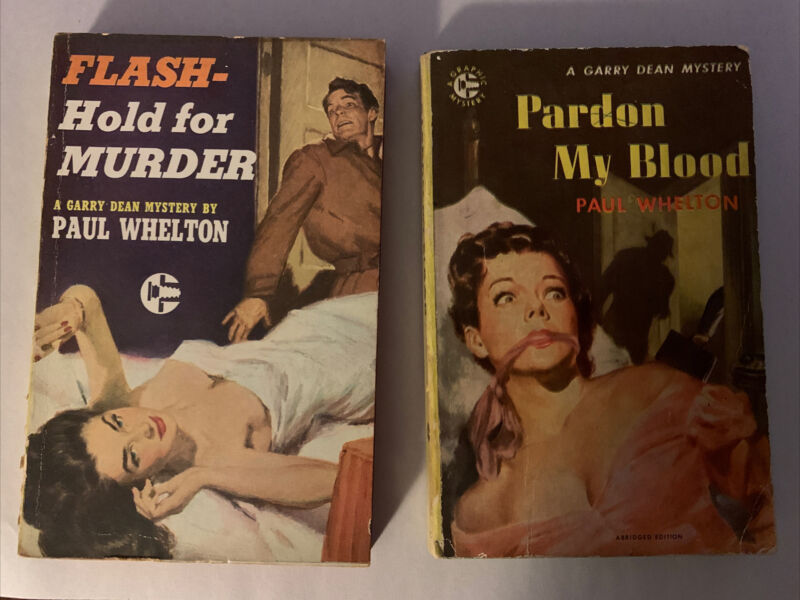 FLASH-
Hold for
MURDER
A GARRY DEAN MYSTERY BY
PAUL WHELTON
A GRAPHIC
MYSTERY
A GARRY DEAN MYSTERY
Pardon
My Blood
PAUL WHELTON
ABRIDGED EDITION